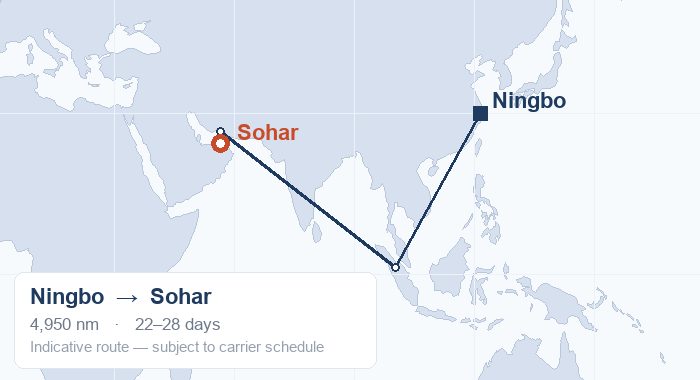 Ningbo
Sohar
Ningbo → Sohar
4,950 nm · 22–28 days
Indicative route — subject to carrier schedule